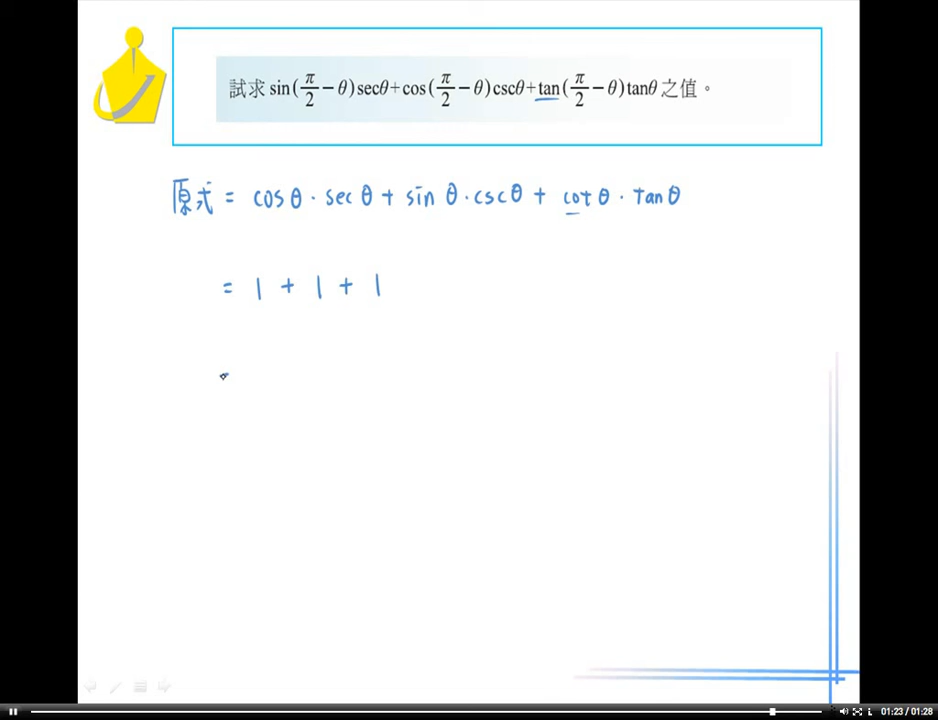 試求 sin(π/2−θ)secθ+cos(π/2−θ)cscθ+tan(π/2−θ)tanθ 之值。
原式 = cosθ · secθ + sin θ · cscθ + cotθ · Tanθ
= 1 + 1 + 1
01:23 / 01:28